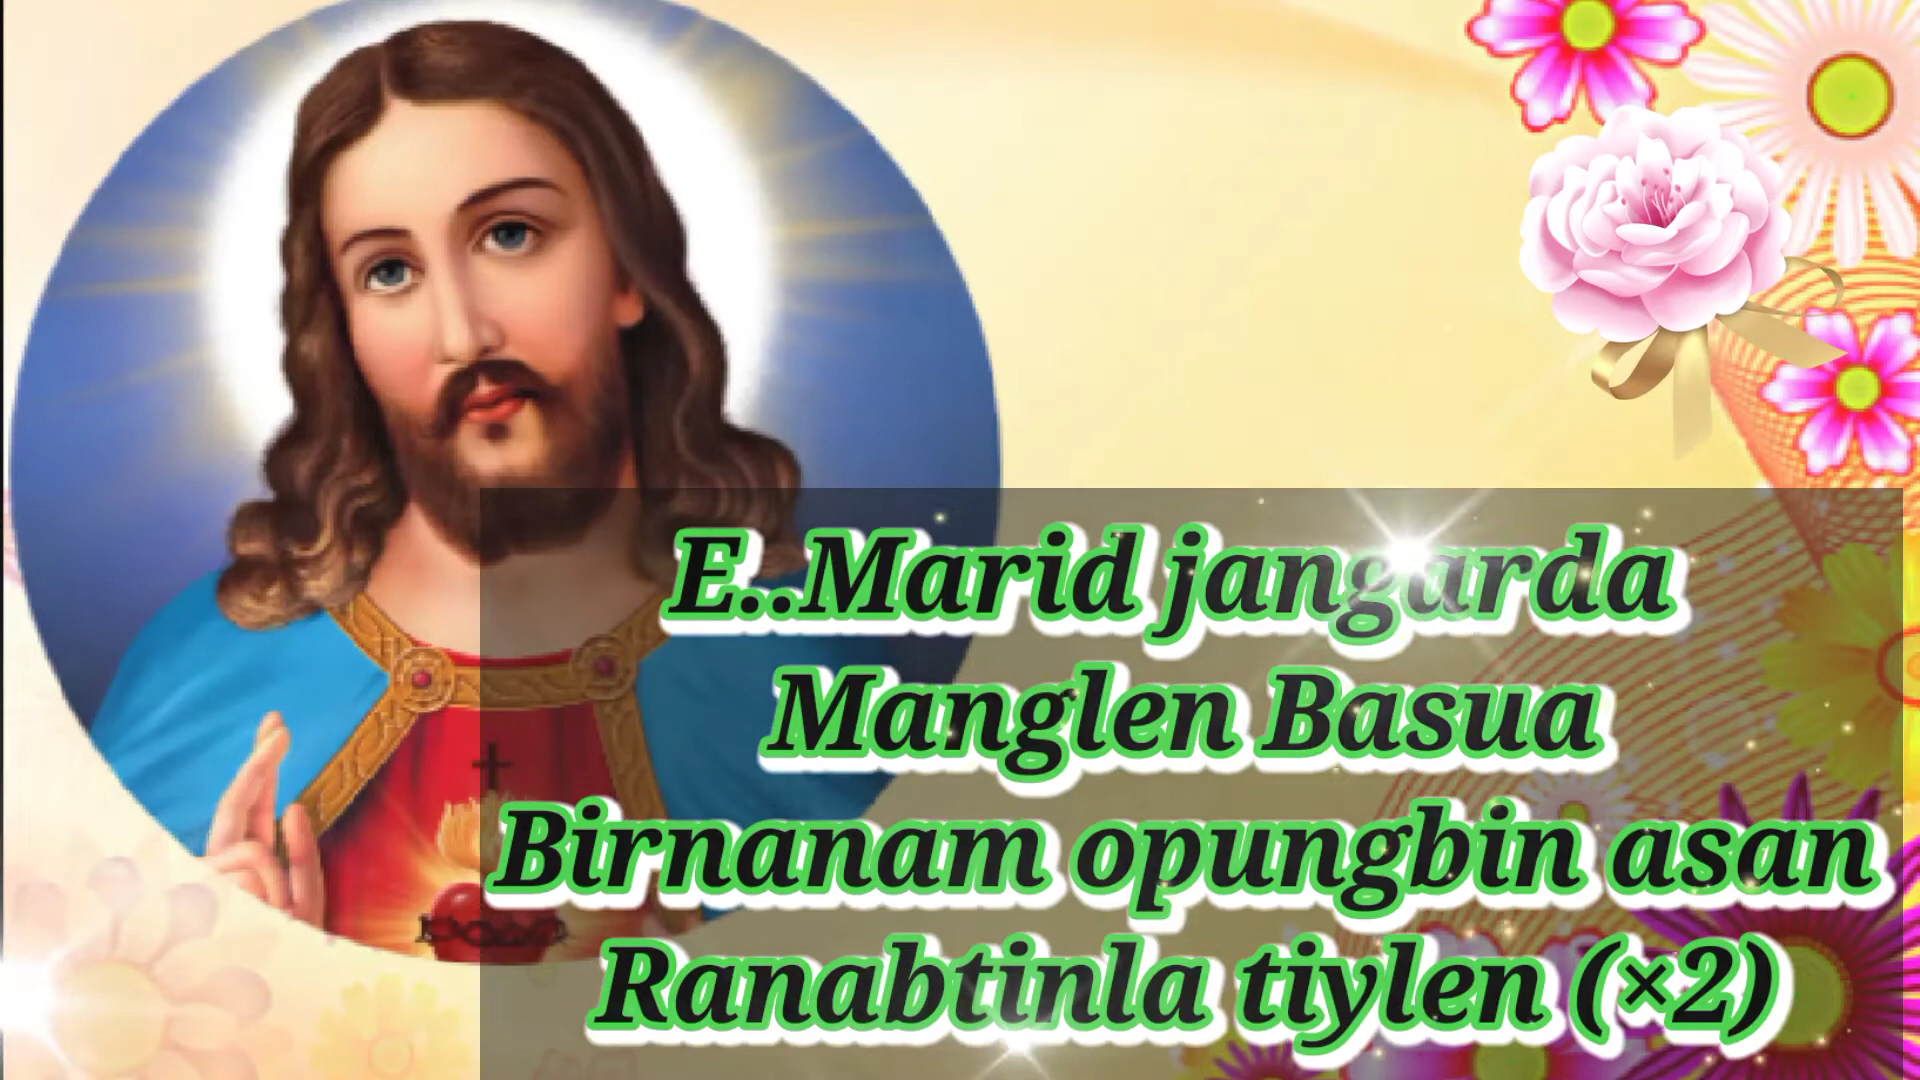 E..Marid jangarda
Manglen Basua
Birnanam opungbin asan
Ranabtinla tiylen (×2)